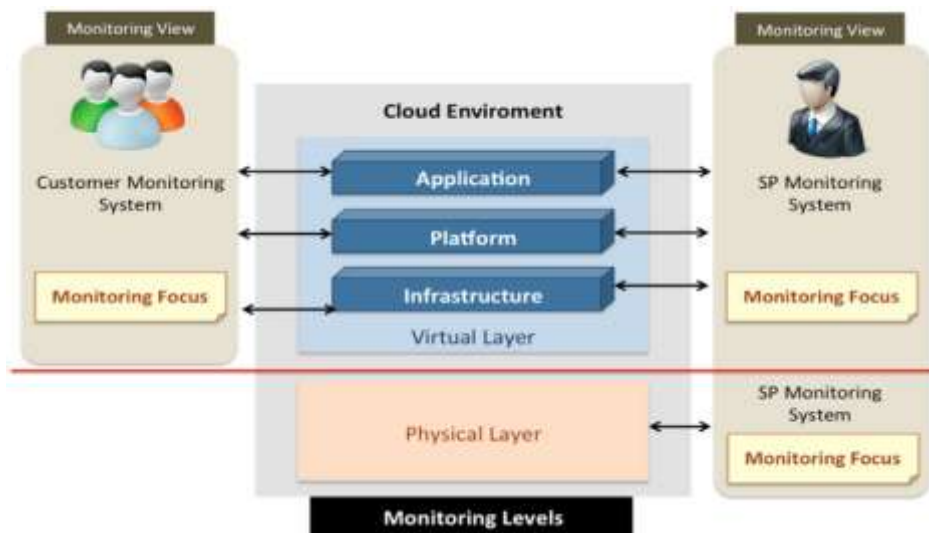 Monitoring View
Customer Monitoring
System
Monitoring Focus
Cloud Enviroment
Application
Platform
Infrastructure
Virtual Layer
Physical Layer
Monitoring Levels
Monitoring View
SP Monitoring
System
Monitoring Focus
SP Monitoring
System
Monitoring Focus